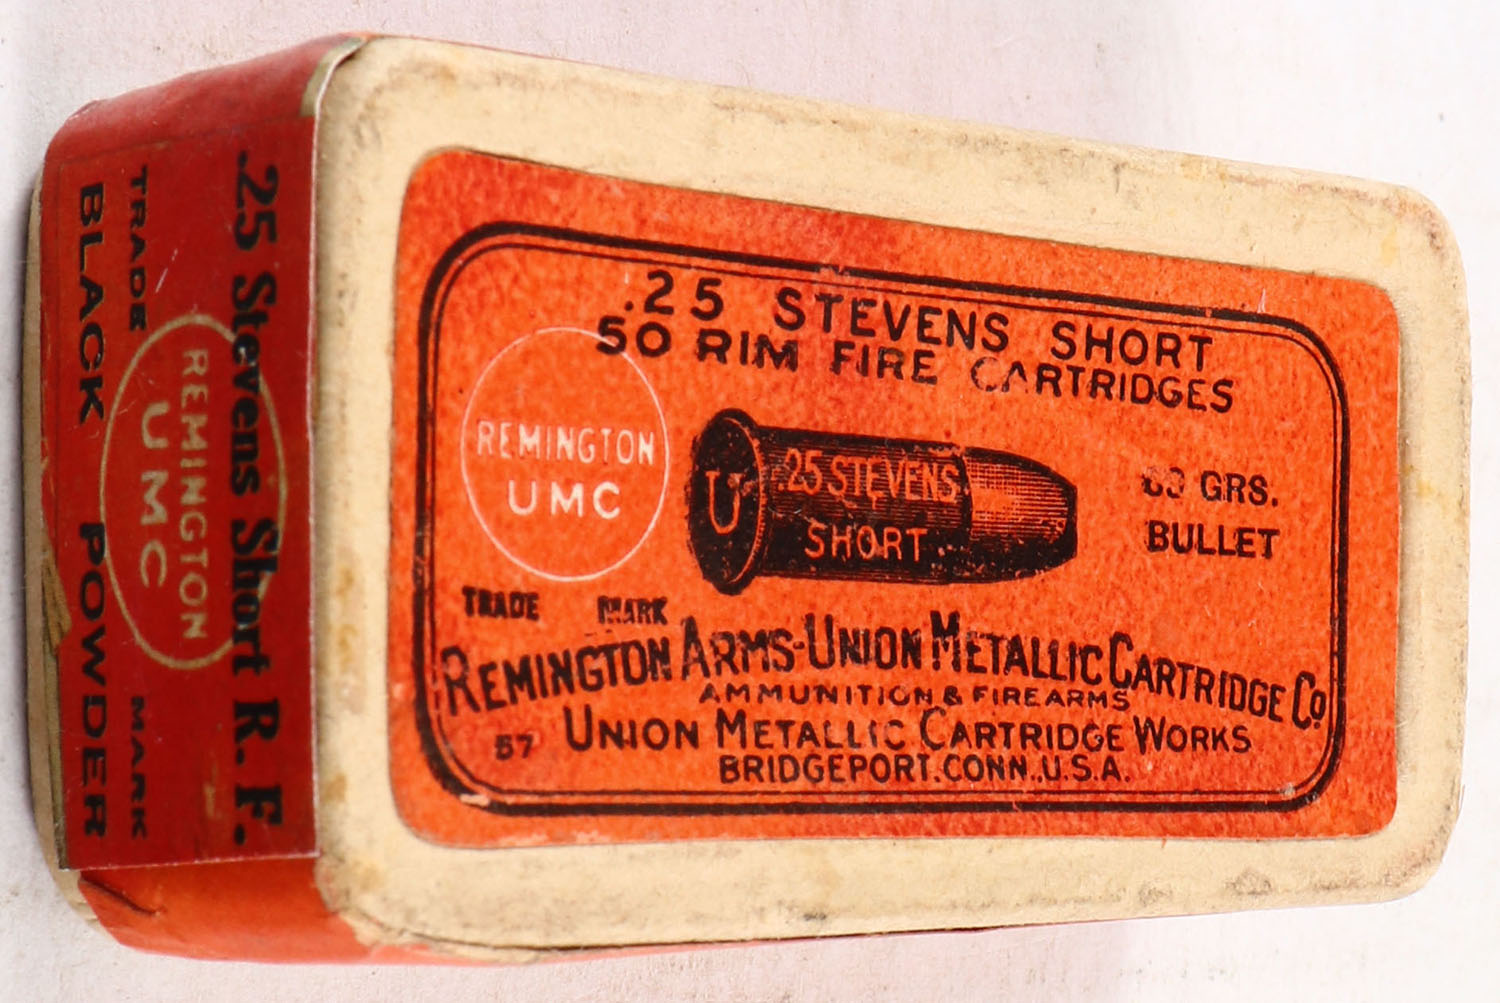 .25 STEVENS SHORT
50 RIM FIRE CARTRIDGES
REMINGTON
UMC
TRADE MARK
U
.25 STEVENS
SHORT
GRS.
BULLET
REMINGTON ARMS-UNION METALLIC CARTRIDGE CO.
AMMUNITION & FIREARMS
57 UNION METALLIC CARTRIDGE WORKS
BRIDGEPORT. CONN., U.S.A.
.25 Stevens Short R. F.
REMINGTON
UMC
TRADE MARK
BLACK POWDER